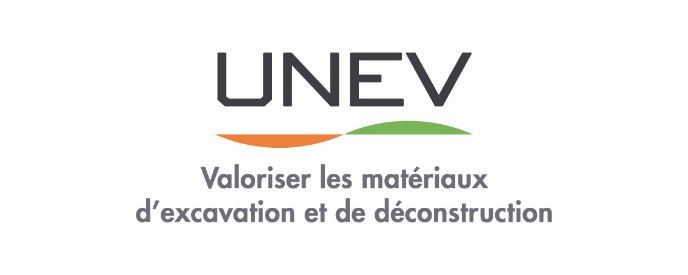 UNEV
Valoriser les matériaux
d’excavation et de déconstruction